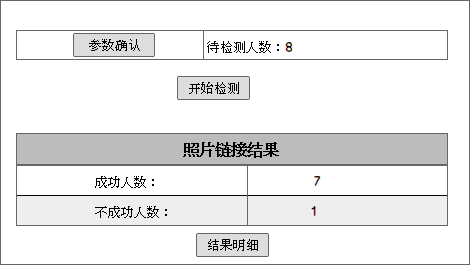 参数确认 待检测人数：8
开始检测
照片链接结果
成功人数： 7
不成功人数： 1
结果明细